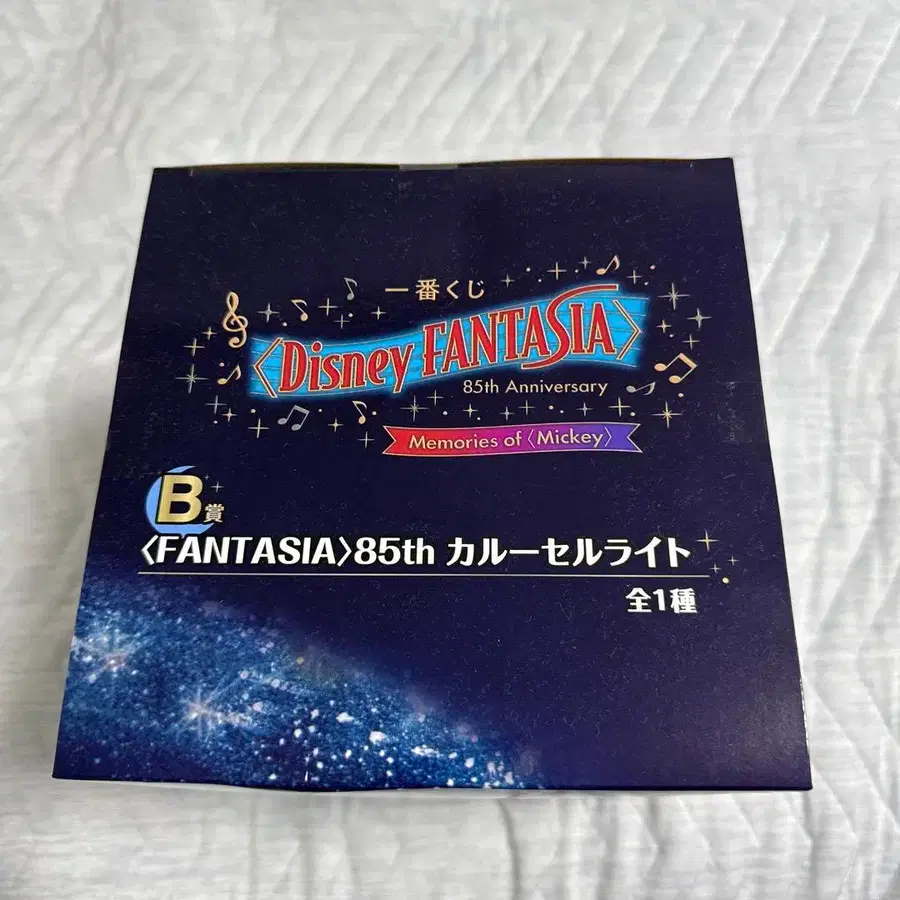 一番くじ
〈Disney FANTASIA〉
85th Anniversary
Memories of〈Mickey〉
B賞
〈FANTASIA〉85th カルーセルライト
全1種